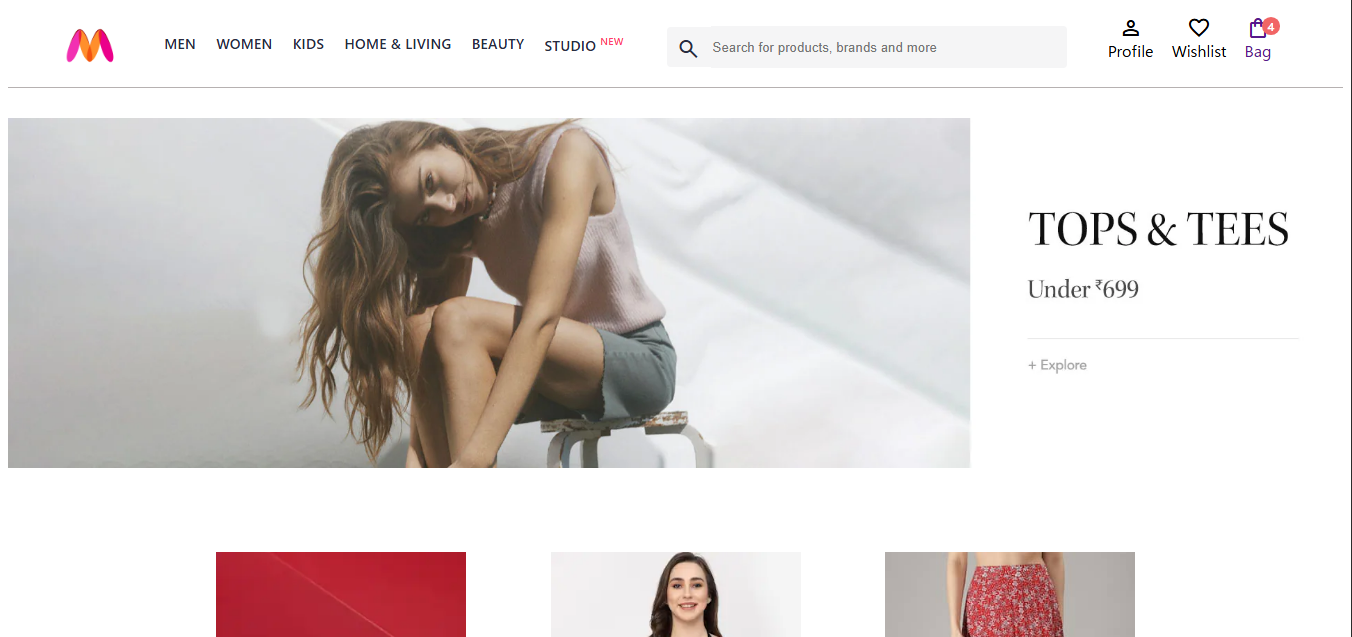 MEN WOMEN KIDS HOME & LIVING BEAUTY STUDIO NEW
Search for products, brands and more
Profile Wishlist Bag 4
TOPS & TEES
Under ₹699
+ Explore